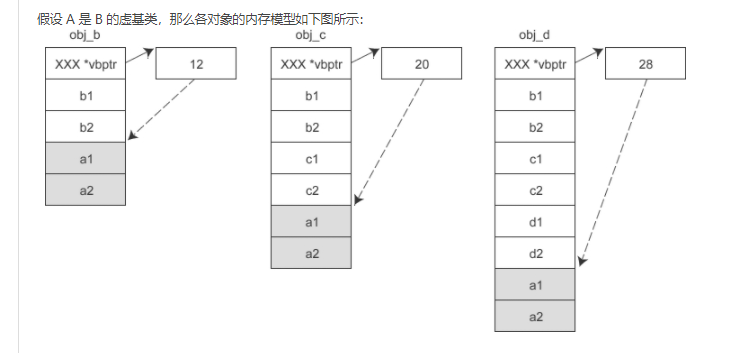 假设 A 是 B 的虚基类，那么各对象的内存模型如下图所示：
obj_b
XXX *vbptr
12
b1
b2
a1
a2
obj_c
XXX *vbptr
20
b1
b2
c1
c2
a1
a2
obj_d
XXX *vbptr
28
b1
b2
c1
c2
d1
d2
a1
a2